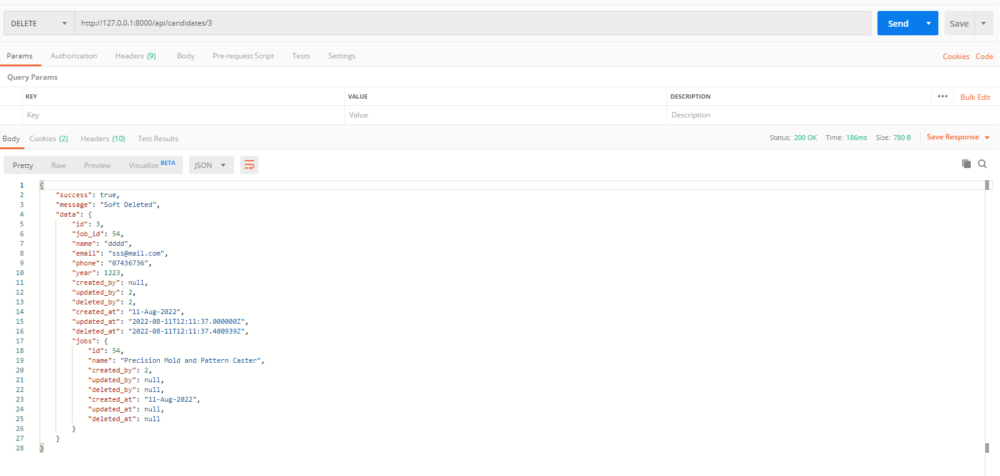 DELETE http://127.0.0.1:8000/api/candidates/3 Send Save
Params Authorization Headers (9) Body Pre-request Script Tests Settings Cookies Code
Query Params
KEY VALUE DESCRIPTION ••• Bulk Edit
Key Value Description
Body Cookies (2) Headers (10) Test Results Status: 200 OK Time: 186ms Size: 780 B Save Response
Pretty Raw Preview Visualize BETA JSON
1 {
2 "success": true,
3 "message": "Soft Deleted",
4 "data": {
5 "id": 3,
6 "job_id": 54,
7 "name": "dddd",
8 "email": "sss@mail.com",
9 "phone": "07436736",
10 "year": 1223,
11 "created_by": null,
12 "updated_by": 2,
13 "deleted_by": 2,
14 "created_at": "11-Aug-2022",
15 "updated_at": "2022-08-11T12:11:37.000000Z",
16 "deleted_at": "2022-08-11T12:11:37.400939Z",
17 "jobs": {
18 "id": 54,
19 "name": "Precision Mold and Pattern Caster",
20 "created_by": 2,
21 "updated_by": null,
22 "deleted_by": null,
23 "created_at": "11-Aug-2022",
24 "updated_at": null,
25 "deleted_at": null
26 }
27 }
28 }